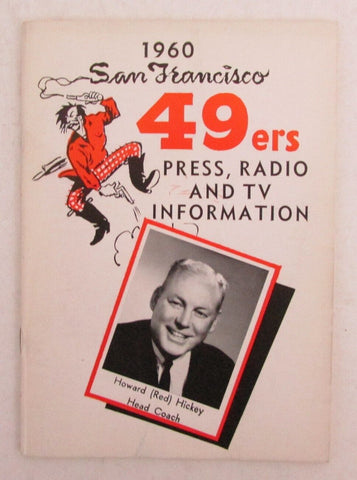 1960
San Francisco
49ers
PRESS, RADIO
AND TV
INFORMATION
Howard (Red) Hickey
Head Coach